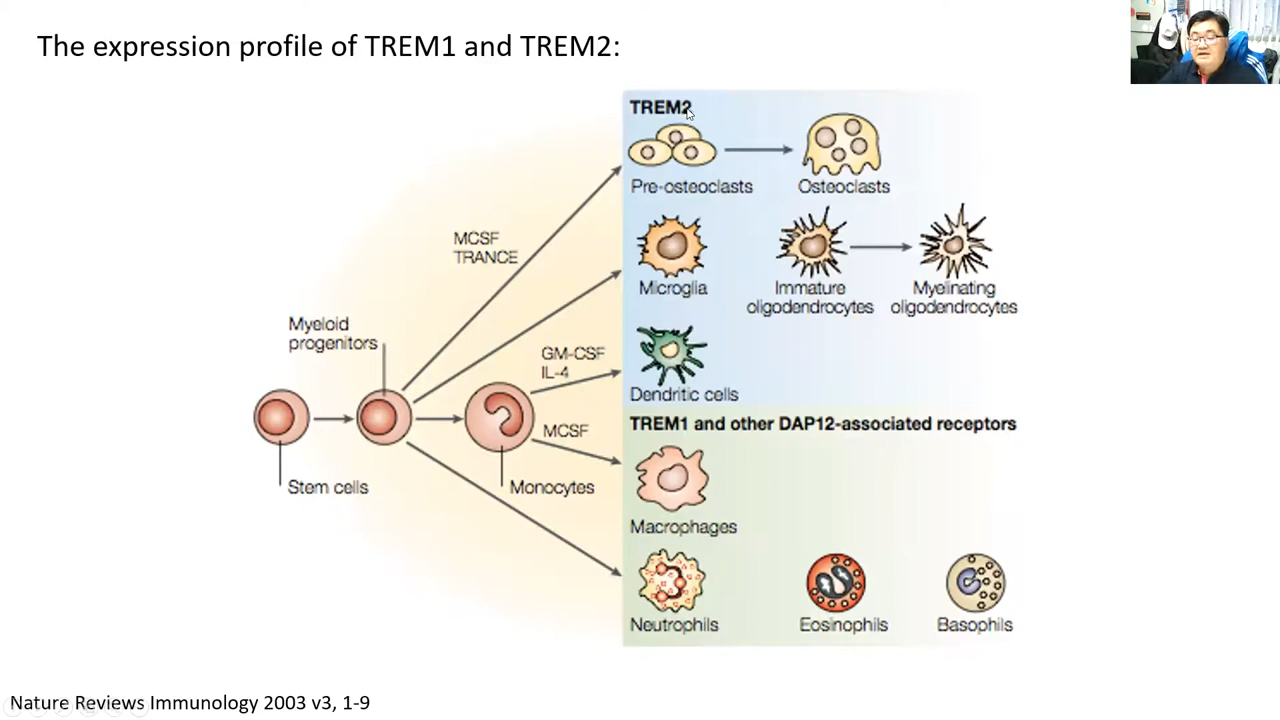 The expression profile of TREM1 and TREM2:
TREM2
Pre-osteoclasts
Osteoclasts
MCSF
TRANCE
Microglia
Immature
oligodendrocytes
Myelinating
oligodendrocytes
Myeloid
progenitors
GM-CSF
IL-4
Dendritic cells
TREM1 and other DAP12-associated receptors
MCSF
Stem cells
Monocytes
Macrophages
Neutrophils
Eosinophils
Basophils
Nature Reviews Immunology 2003 v3, 1-9